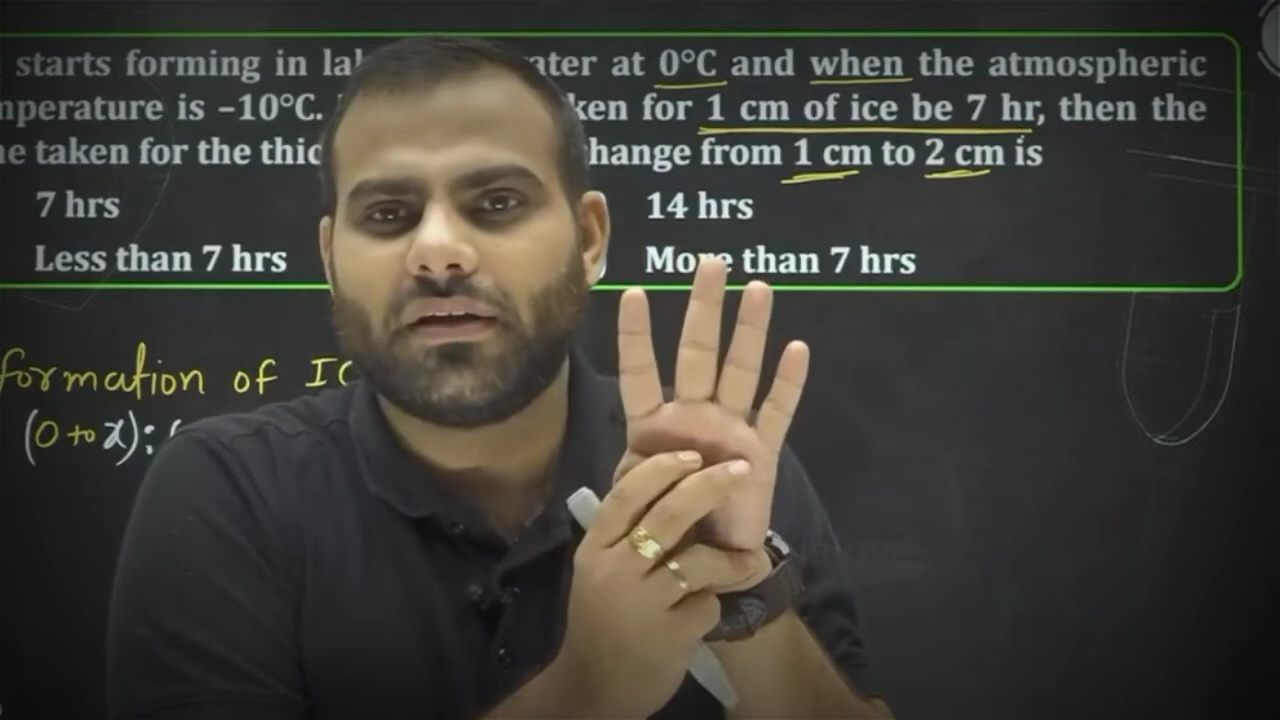 starts forming in lak ater at 0°C and when the atmospheric
mperature is –10°C. ken for 1 cm of ice be 7 hr, then the
e taken for the thic hange from 1 cm to 2 cm is
7 hrs 14 hrs
Less than 7 hrs More than 7 hrs
formation of IC
(0 to x):